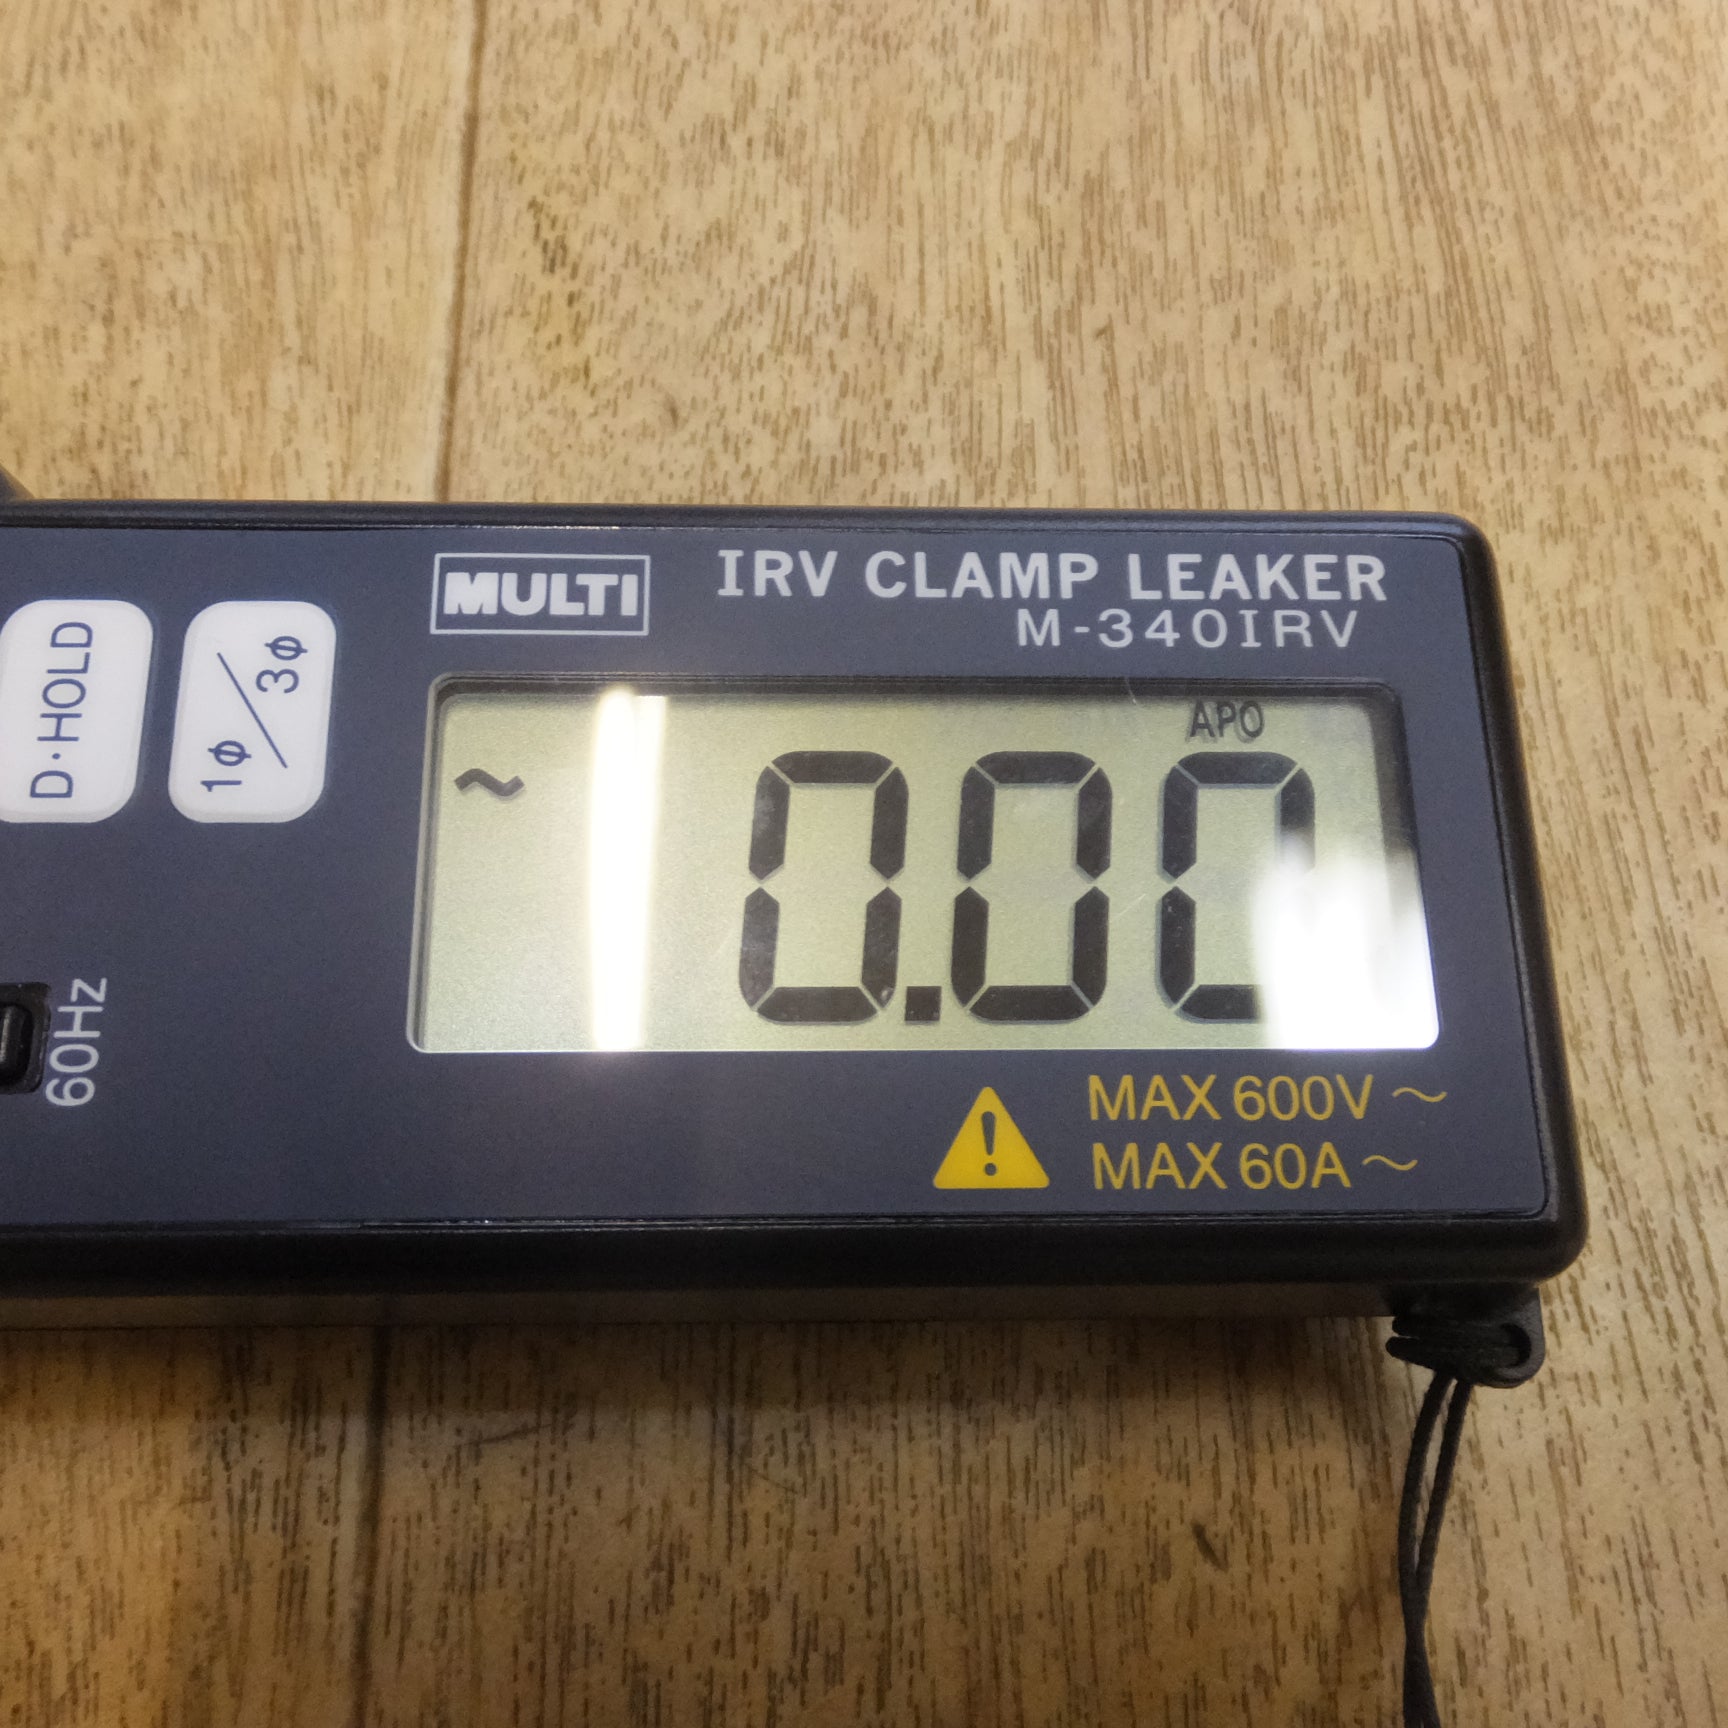 MULTI
IRV CLAMP LEAKER
M-340IRV
D·HOLD
1φ/3φ
APO
~ 0.00
60Hz
MAX 600V ~
MAX 60A ~